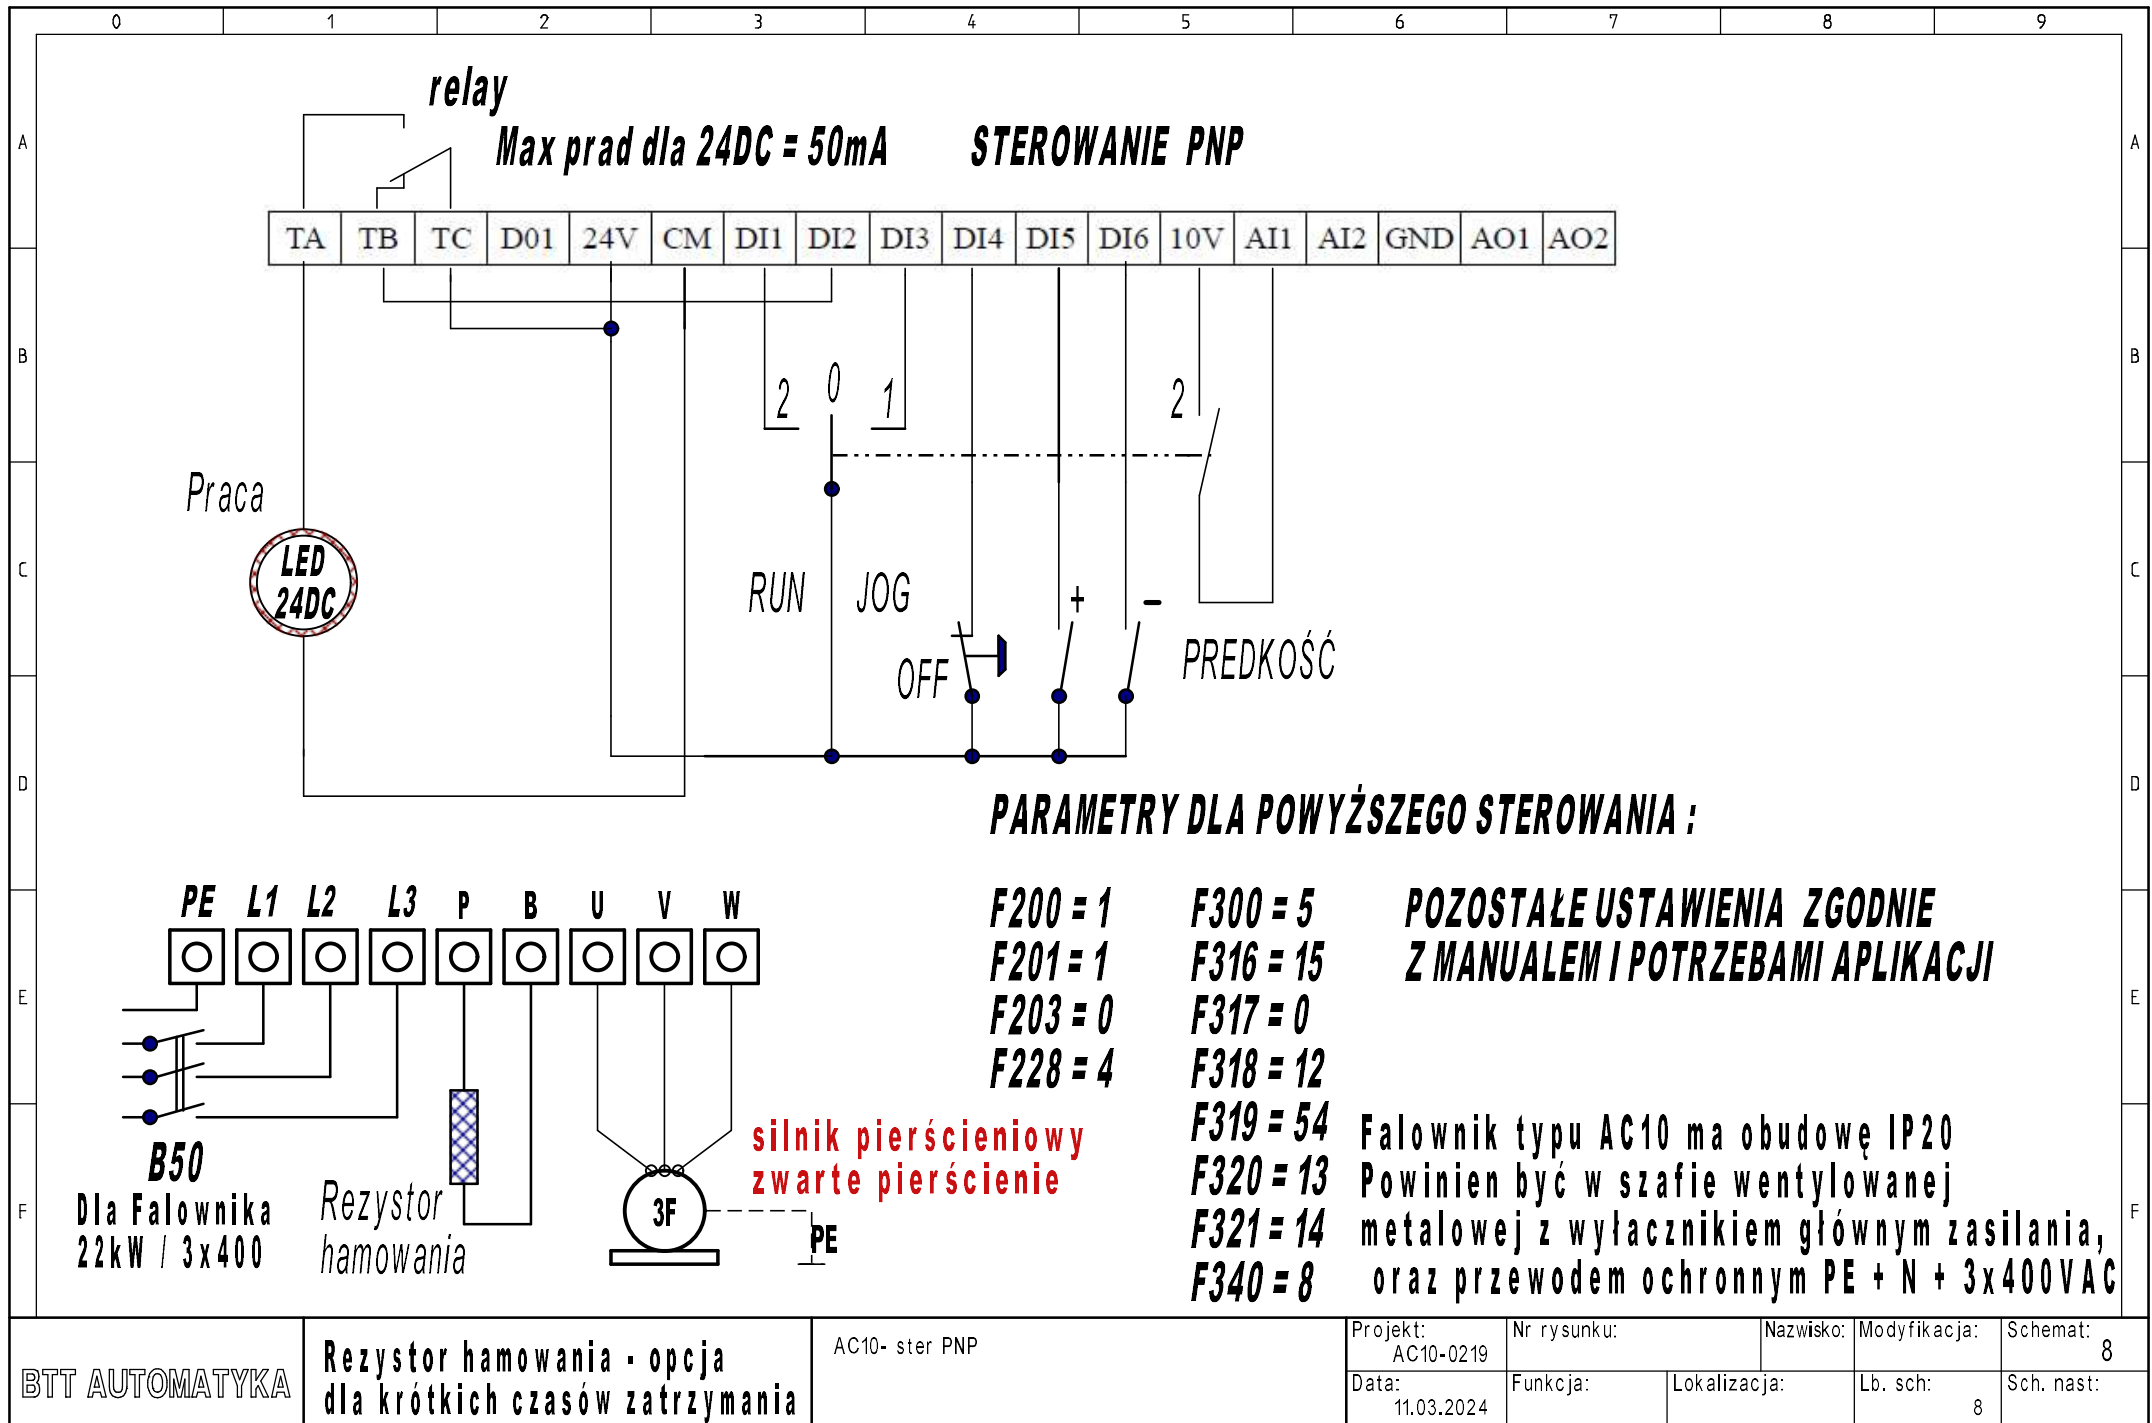 0 1 2 3 4 5 6 7 8 9
A A
B B
C C
D D
E E
F F
relay
Max prad dla 24DC = 50mA STEROWANIE PNP
TA TB TC D01 24V CM DI1 DI2 DI3 DI4 DI5 DI6 10V AI1 AI2 GND AO1 AO2
2 0 1 2
Praca
LED
24DC
RUN JOG + -
OFF PREDKOŚĆ
PARAMETRY DLA POWYŻSZEGO STEROWANIA :
PE L1 L2 L3 P B U V W
F200 = 1 F300 = 5 POZOSTAŁE USTAWIENIA ZGODNIE
F201 = 1 F316 = 15 Z MANUALEM I POTRZEBAMI APLIKACJI
F203 = 0 F317 = 0
F228 = 4 F318 = 12
F319 = 54
F320 = 13
F321 = 14
F340 = 8
silnik pierścieniowy
zwarte pierścienie
Falownik typu AC10 ma obudowę IP20
Powinien być w szafie wentylowanej
metalowej z wyłacznikiem głównym zasilania,
oraz przewodem ochronnym PE + N + 3x400VAC
B50
Dla Falownika
22kW / 3x400
Rezystor
hamowania
3F
PE
BTT AUTOMATYKA
Rezystor hamowania - opcja
dla krótkich czasów zatrzymania
AC10- ster PNP
Projekt: Nr rysunku: Nazwisko: Modyfikacja: Schemat:
AC10-0219 8
Data: Funkcja: Lokalizacja: Lb. sch: Sch. nast:
11.03.2024 8